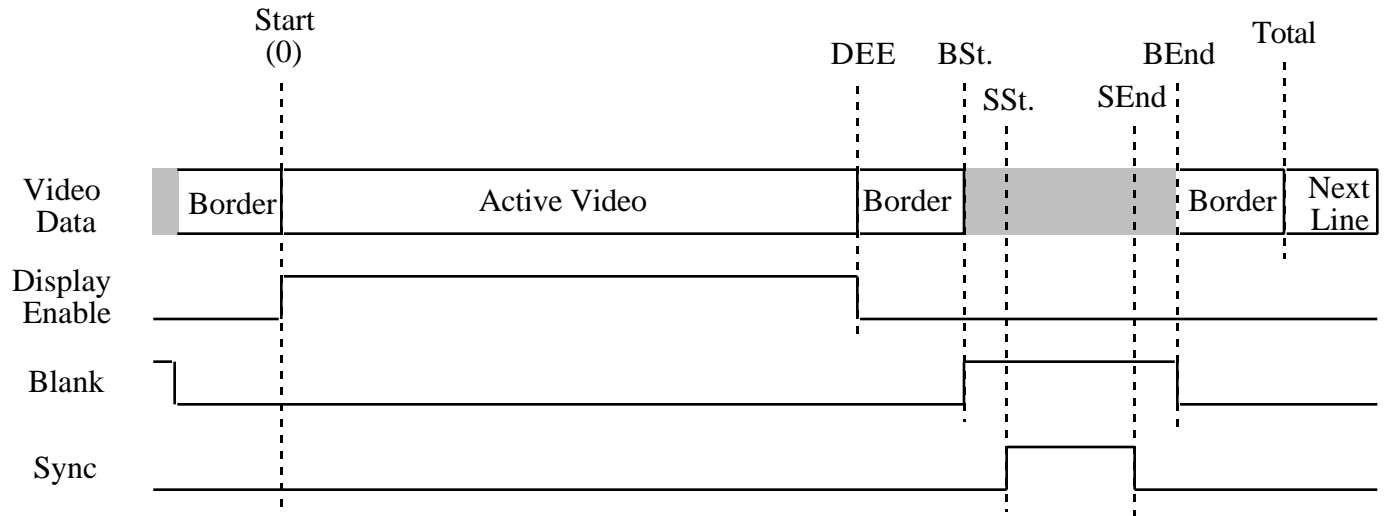 Start
(0)
DEE
BSt.
SSt.
SEnd
BEnd
Total
Video
Data
Border
Active Video
Border
Border
Next
Line
Display
Enable
Blank
Sync